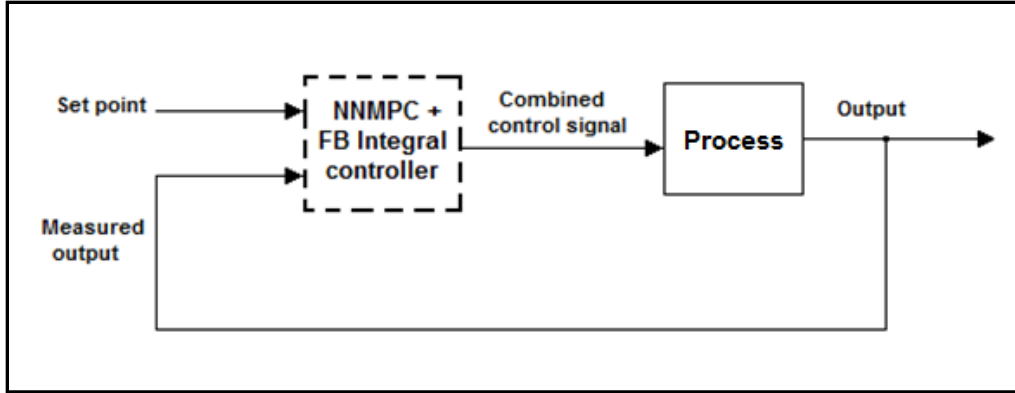 Set point
NNMPC +
FB Integral
controller
Combined
control signal
Process
Output
Measured
output